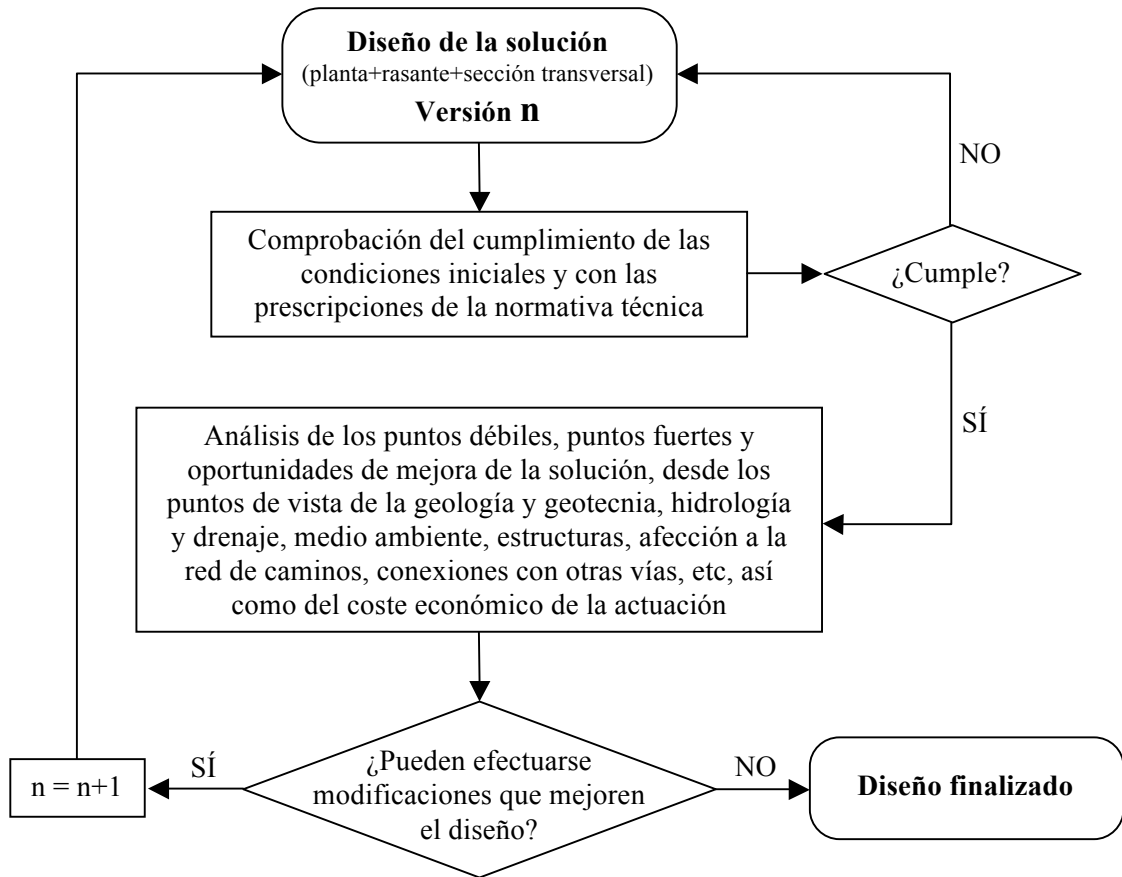 Diseño de la solución
(planta+rasante+sección transversal)
Versión n
NO
Comprobación del cumplimiento de las
condiciones iniciales y con las
prescripciones de la normativa técnica
¿Cumple?
SÍ
Análisis de los puntos débiles, puntos fuertes y
oportunidades de mejora de la solución, desde los
puntos de vista de la geología y geotecnia, hidrología
y drenaje, medio ambiente, estructuras, afección a la
red de caminos, conexiones con otras vías, etc, así
como del coste económico de la actuación
n = n+1
SÍ
¿Pueden efectuarse
modificaciones que mejoren
el diseño?
NO
Diseño finalizado